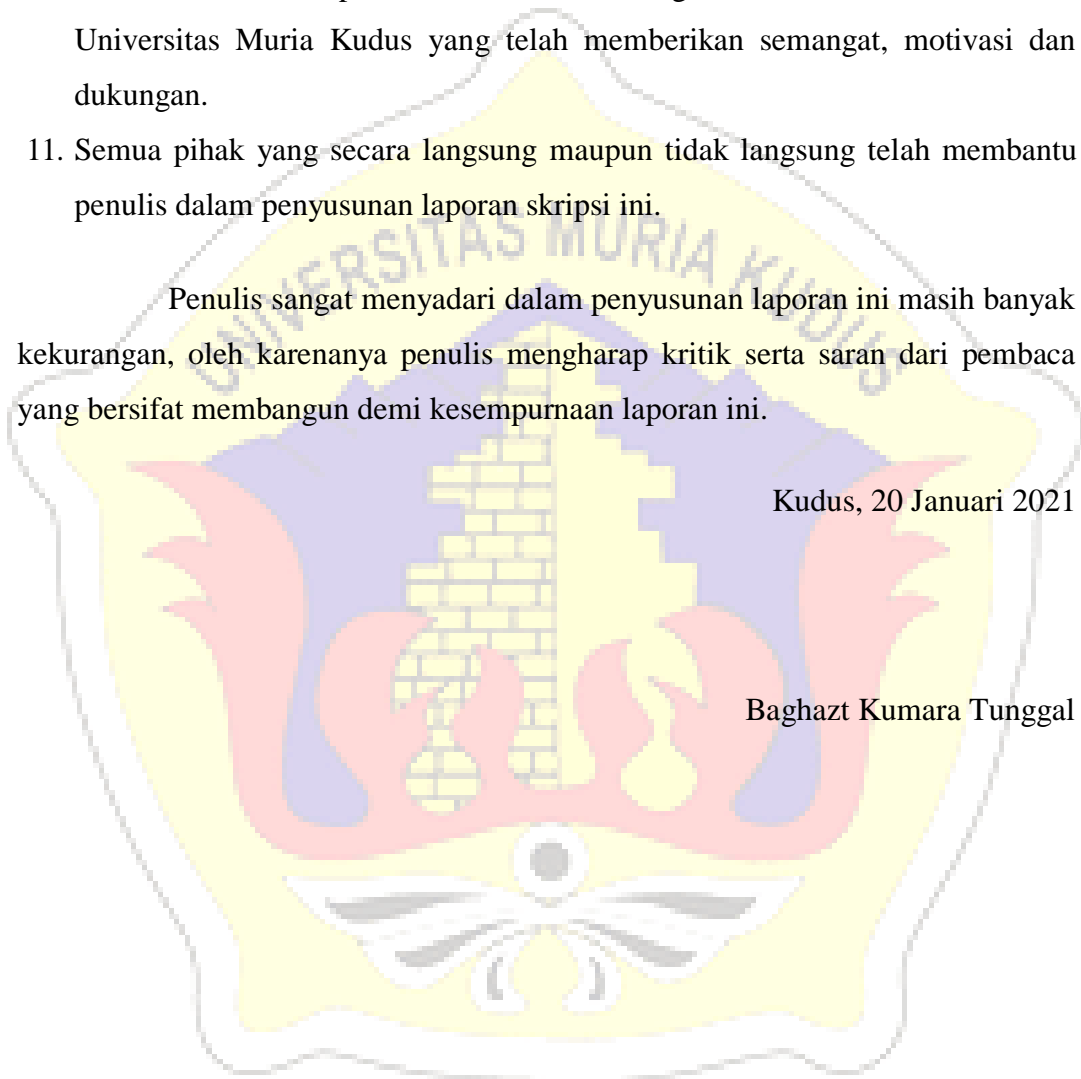 Universitas Muria Kudus yang telah memberikan semangat, motivasi dan
dukungan.
11. Semua pihak yang secara langsung maupun tidak langsung telah membantu
penulis dalam penyusunan laporan skripsi ini.
UNIVERSITAS MURIA KUDUS
Penulis sangat menyadari dalam penyusunan laporan ini masih banyak
kekurangan, oleh karenanya penulis mengharap kritik serta saran dari pembaca
yang bersifat membangun demi kesempurnaan laporan ini.
Kudus, 20 Januari 2021
Baghazt Kumara Tunggal